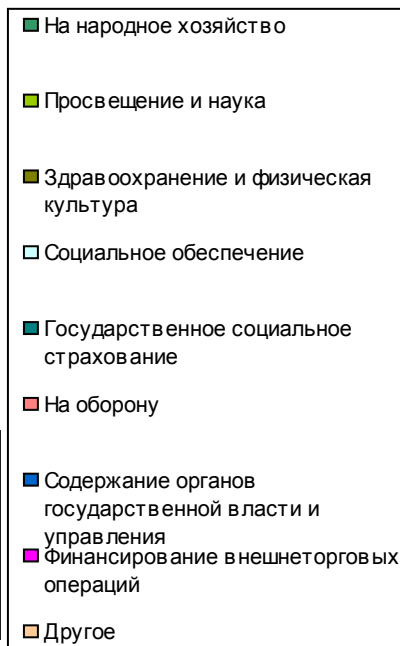 На народное хозяйство
Просвещение и наука
Здравоохранение и физическая
культура
Социальное обеспечение
Государственное социальное
страхование
На оборону
Содержание органов
государственной власти и
управления
Финансирование внешнеторговых
операций
Другое